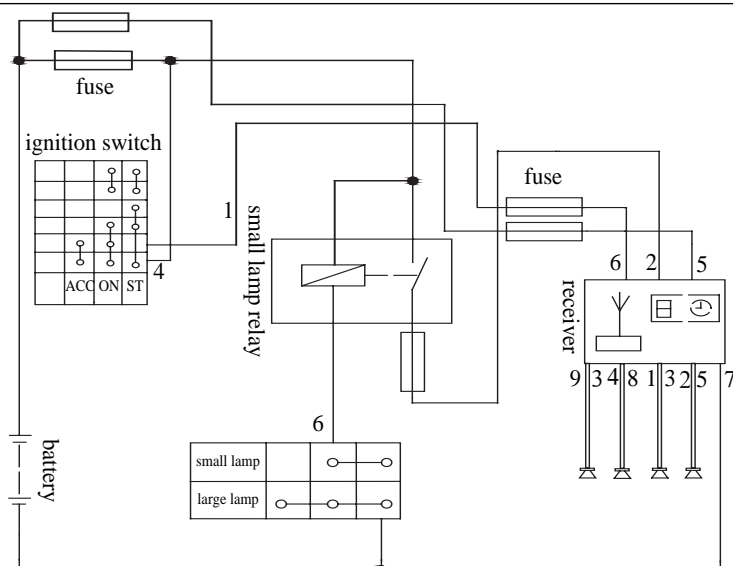 fuse
ignition switch
ACC ON ST
1
4
small lamp relay
fuse
6 2 5
receiver
9 3 4 8 1 3 2 5 7
battery
6
small lamp
large lamp